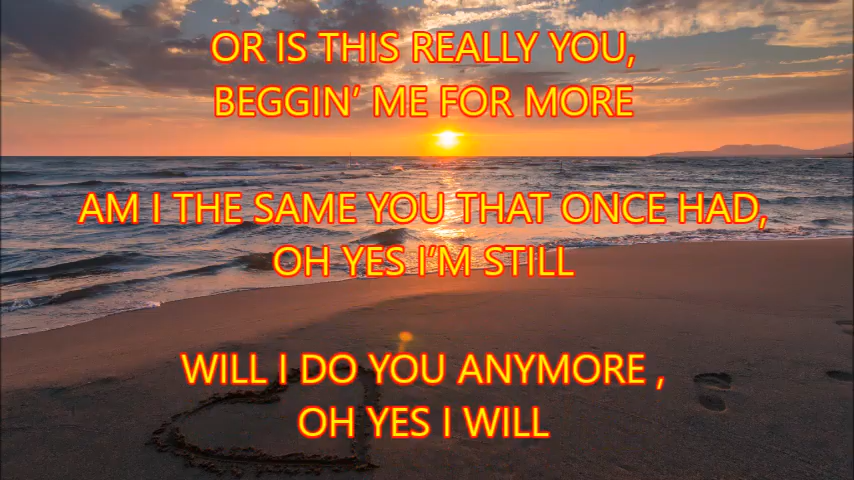 OR IS THIS REALLY YOU,
BEGGIN’ ME FOR MORE
AM I THE SAME YOU THAT ONCE HAD,
OH YES I’M STILL
WILL I DO YOU ANYMORE ,
OH YES I WILL